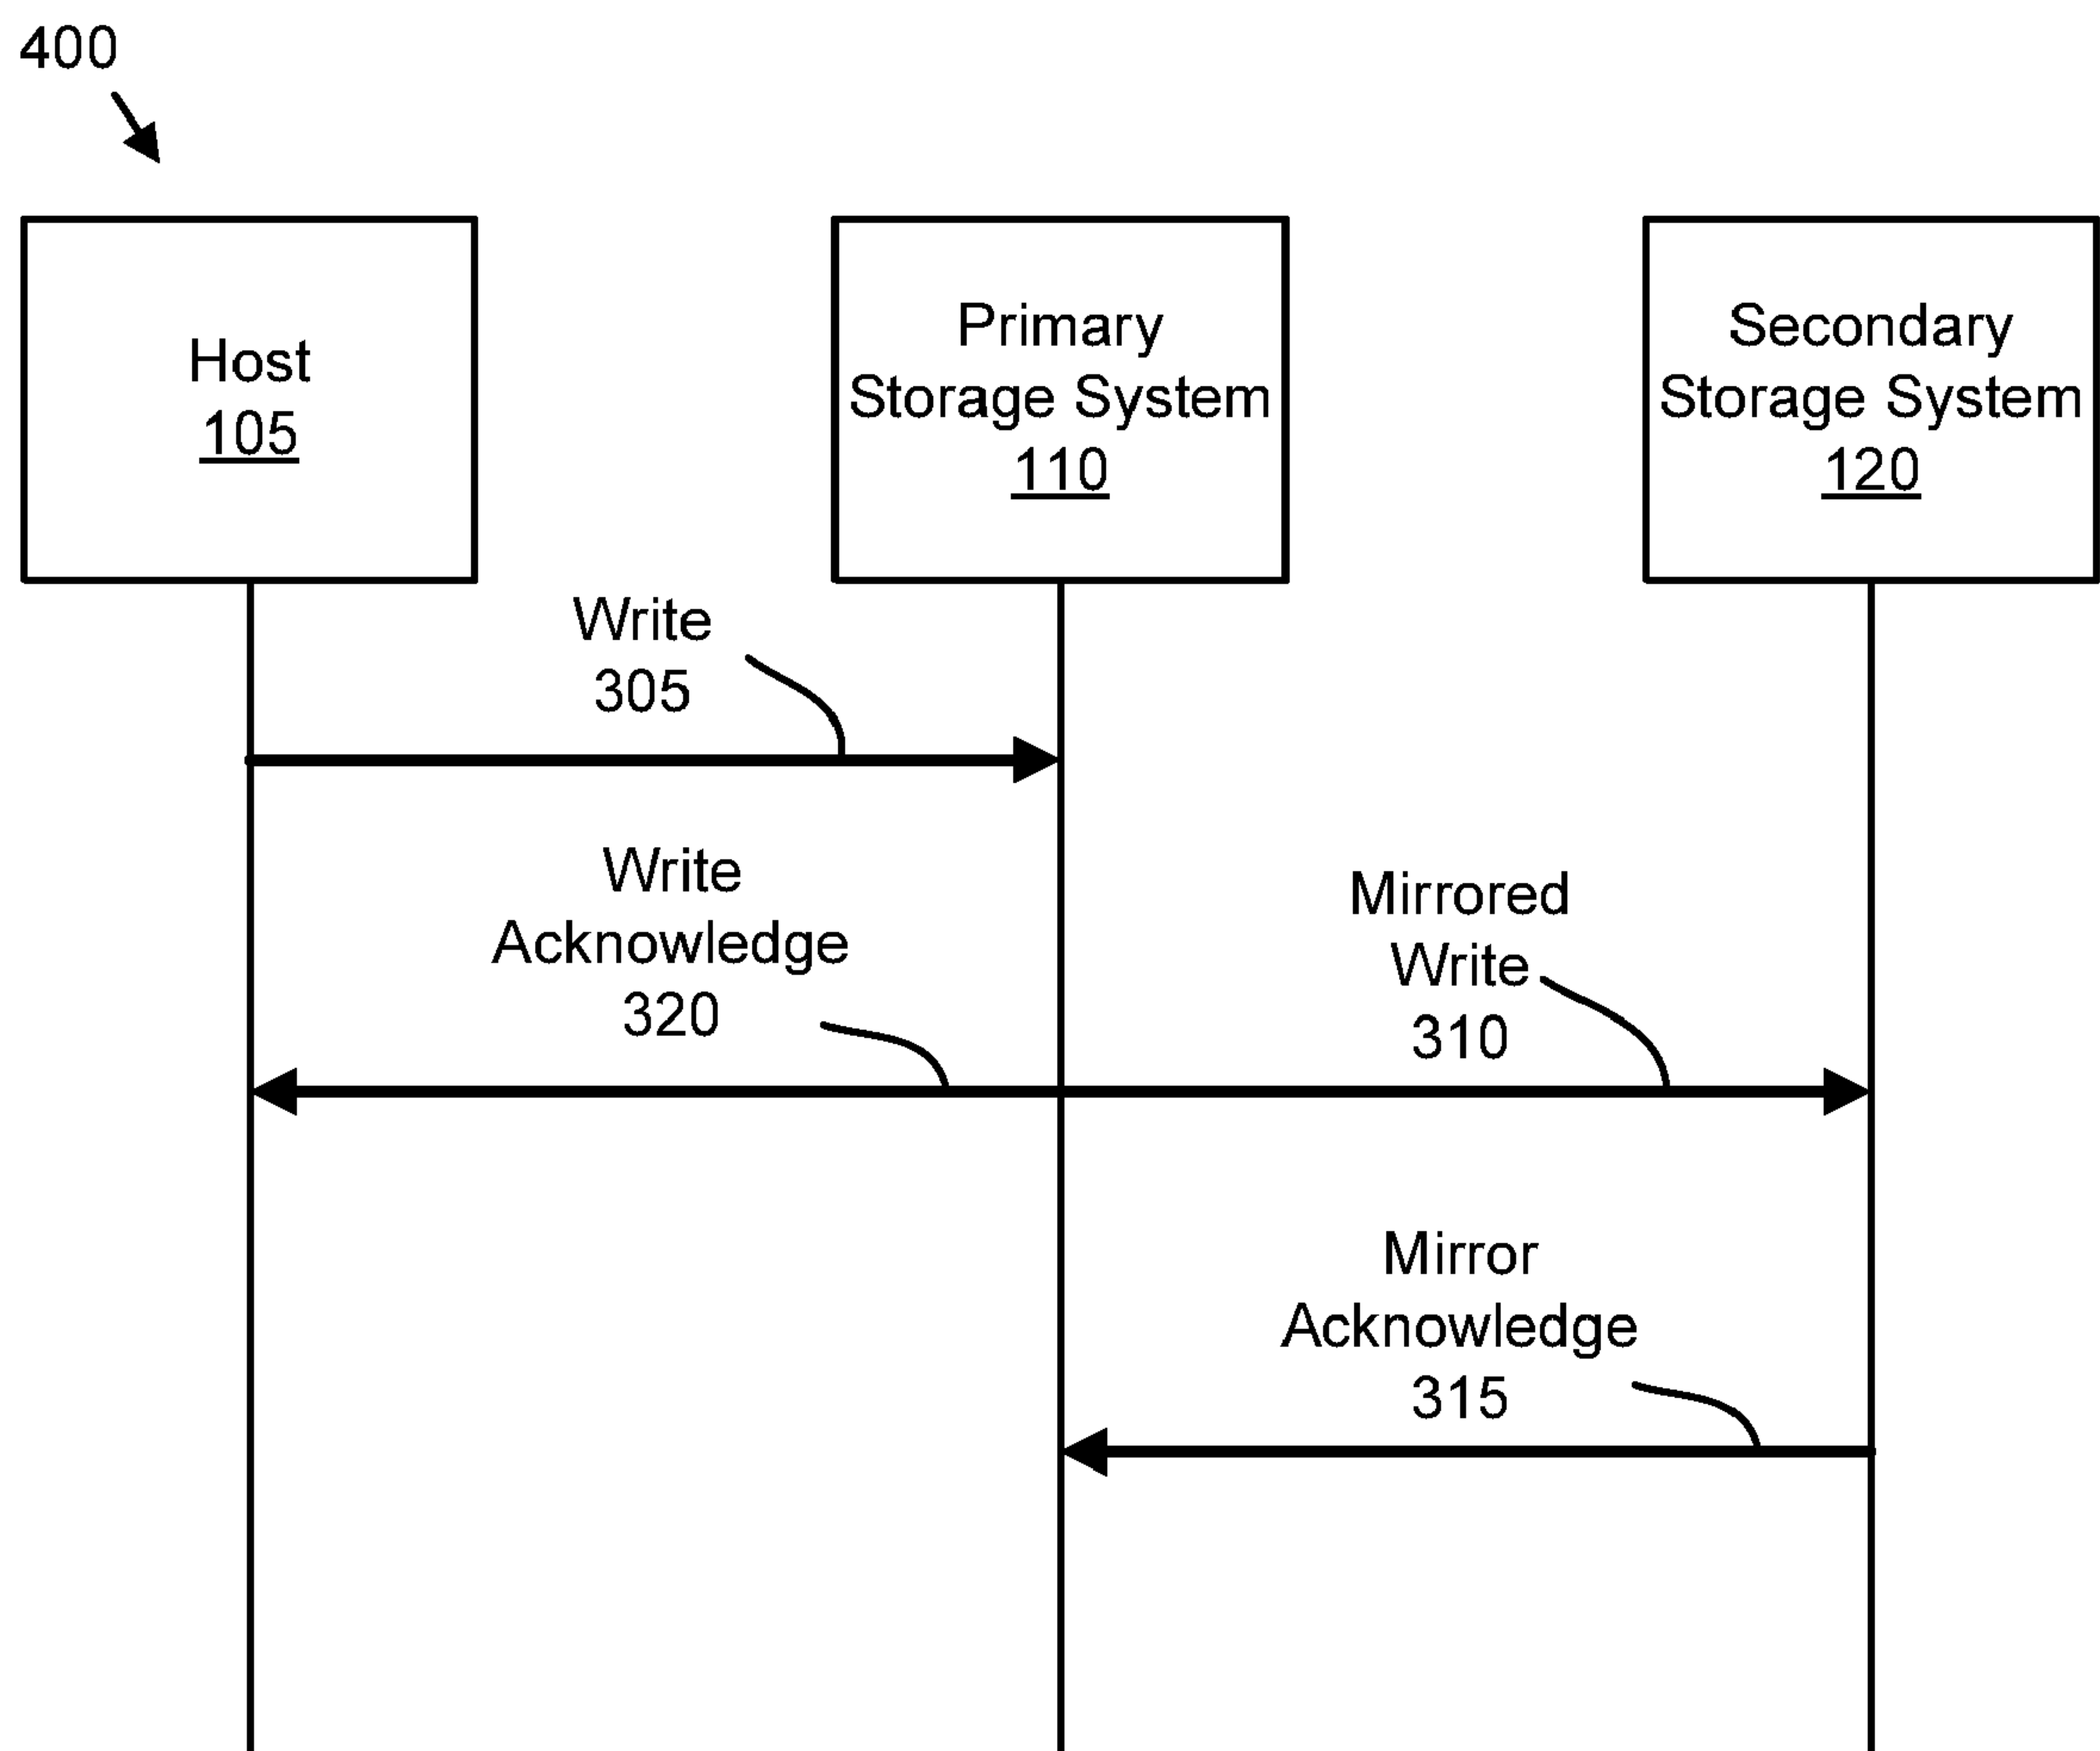 400
Host
105
Primary
Storage System
110
Secondary
Storage System
120
Write
305
Write
Acknowledge
320
Mirrored
Write
310
Mirror
Acknowledge
315